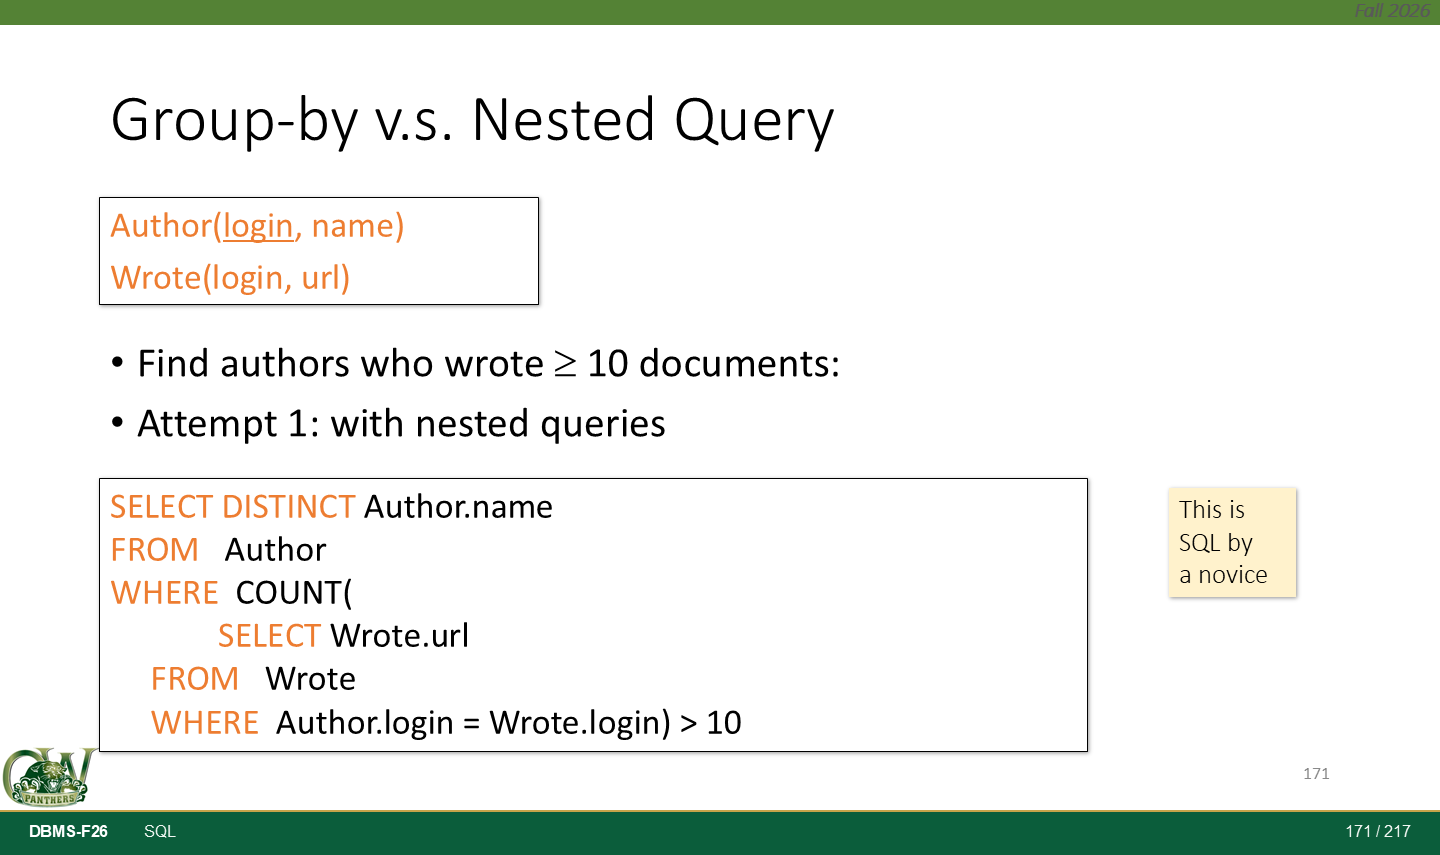 Fall 2026
Group-by v.s. Nested Query
Author(login, name)
Wrote(login, url)
• Find authors who wrote ≥ 10 documents:
• Attempt 1: with nested queries
SELECT DISTINCT Author.name
FROM Author
WHERE COUNT(
SELECT Wrote.url
FROM Wrote
WHERE Author.login = Wrote.login) > 10
This is
SQL by
a novice
171
CW
PANTHERS
DBMS-F26 SQL 171 / 217